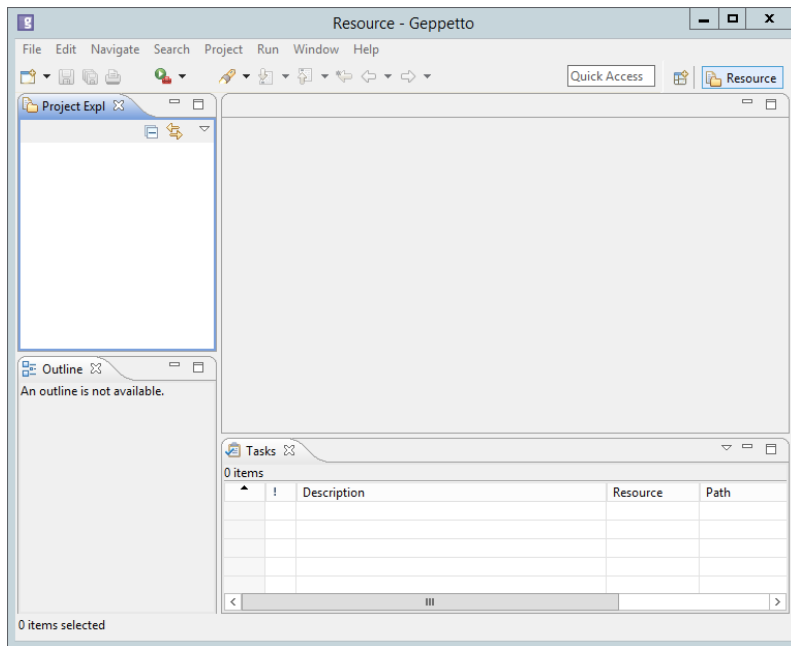 Resource - Geppetto
File Edit Navigate Search Project Run Window Help
Quick Access Resource
Project Expl
Outline
An outline is not available.
Tasks
0 items
! Description Resource Path
0 items selected